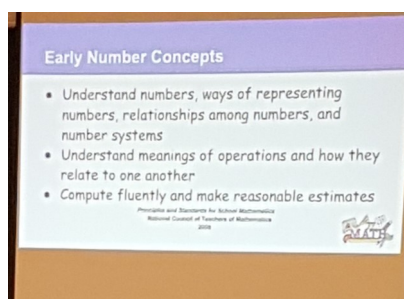 Early Number Concepts
• Understand numbers, ways of representing
numbers, relationships among numbers, and
number systems
• Understand meanings of operations and how they
relate to one another
• Compute fluently and make reasonable estimates
Principles and Standards for School Mathematics
National Council of Teachers of Mathematics
MATH